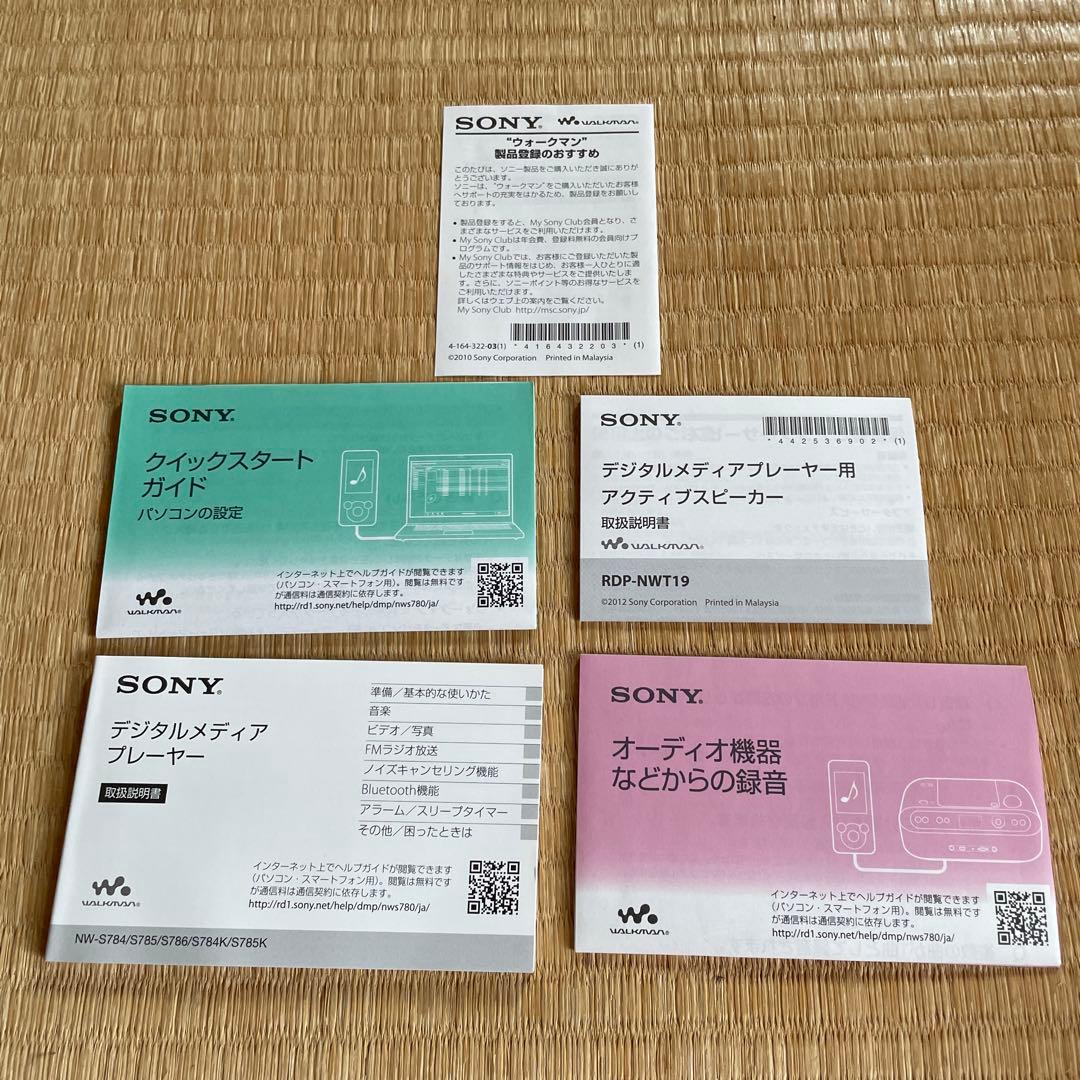 SONY® WALKMAN®
“ウォークマン”
製品登録のおすすめ
このたびは、ソニー製品をご購入いただき誠にありが
とうございます。
ソニーは、“ウォークマン”をご購入いただいたお客様
へサポートの充実をはかるため、製品登録をお願いし
ております。
• 製品登録をすると、My Sony Club会員となり、さ
まざまなサービスをご利用いただけます。
• My Sony Clubは年会費、登録料無料の会員向けプ
ログラムです。
• My Sony Clubでは、お客様にご登録いただいた製
品のサポート情報をはじめ、お客様一人ひとりに適
したさまざまな特典やサービスをご提供いたしま
す。さらに、ソニーポイント等のお得なサービスを
ご利用いただけます。
詳しくはウェブ上の案内をご覧ください。
My Sony Club http://msc.sony.jp/
4-164-322-03(1) *416432203* (1)
©2010 Sony Corporation Printed in Malaysia
SONY®
クイックスタート
ガイド
パソコンの設定
インターネット上でヘルプガイドが閲覧できます
(パソコン・スマートフォン用)。閲覧は無料です
が通信料は通信契約に依存します。
http://rd1.sony.net/help/dmp/nws780/ja/
WALKMAN®
SONY®
*442536902* (1)
デジタルメディアプレーヤー用
アクティブスピーカー
取扱説明書
WALKMAN®
RDP-NWT19
©2012 Sony Corporation Printed in Malaysia
SONY®
デジタルメディア
プレーヤー
取扱説明書
準備/基本的な使いかた
音楽
ビデオ/写真
FMラジオ放送
ノイズキャンセリング機能
Bluetooth機能
アラーム/スリープタイマー
その他/困ったときは
インターネット上でヘルプガイドが閲覧できます
(パソコン・スマートフォン用)。閲覧は無料です
が通信料は通信契約に依存します。
http://rd1.sony.net/help/dmp/nws780/ja/
WALKMAN®
NW-S784/S785/S786/S784K/S785K
SONY®
オーディオ機器
などからの録音
インターネット上でヘルプガイドが閲覧できます
(パソコン・スマートフォン用)。閲覧は無料です
が通信料は通信契約に依存します。
http://rd1.sony.net/help/dmp/nws780/ja/
WALKMAN®